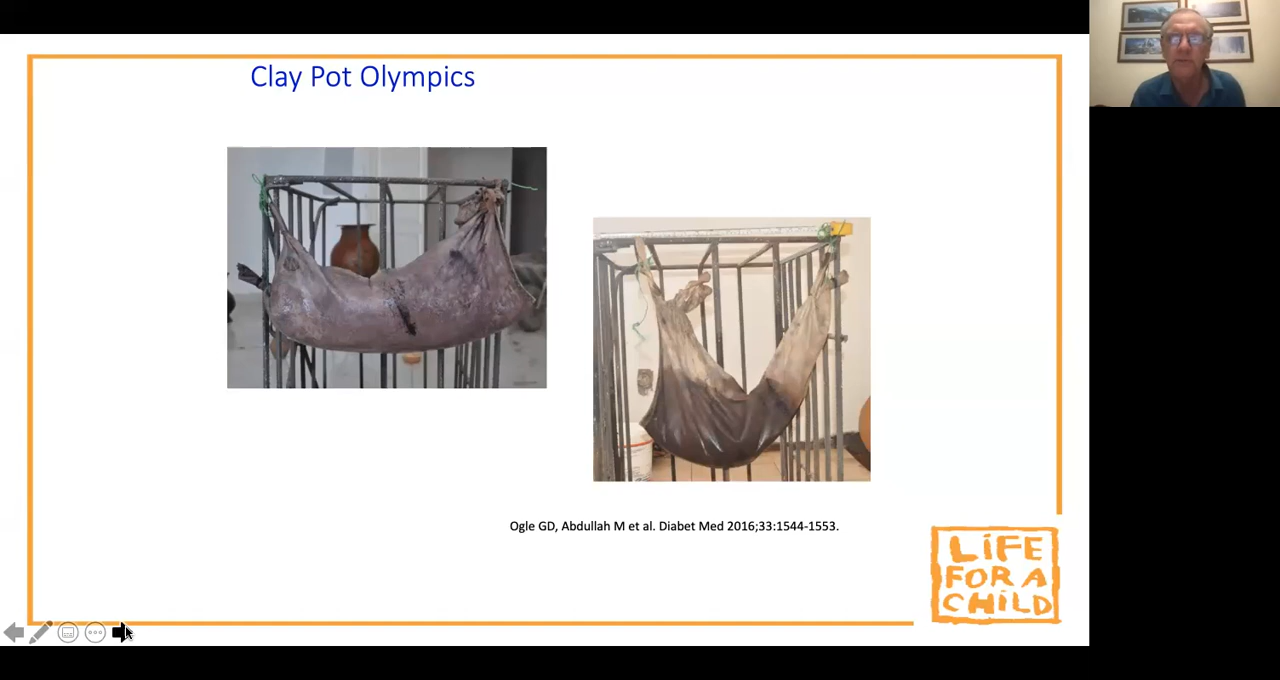 Clay Pot Olympics
Ogle GD, Abdullah M et al. Diabet Med 2016;33:1544-1553.
LiFE
FOR A
CHiLD